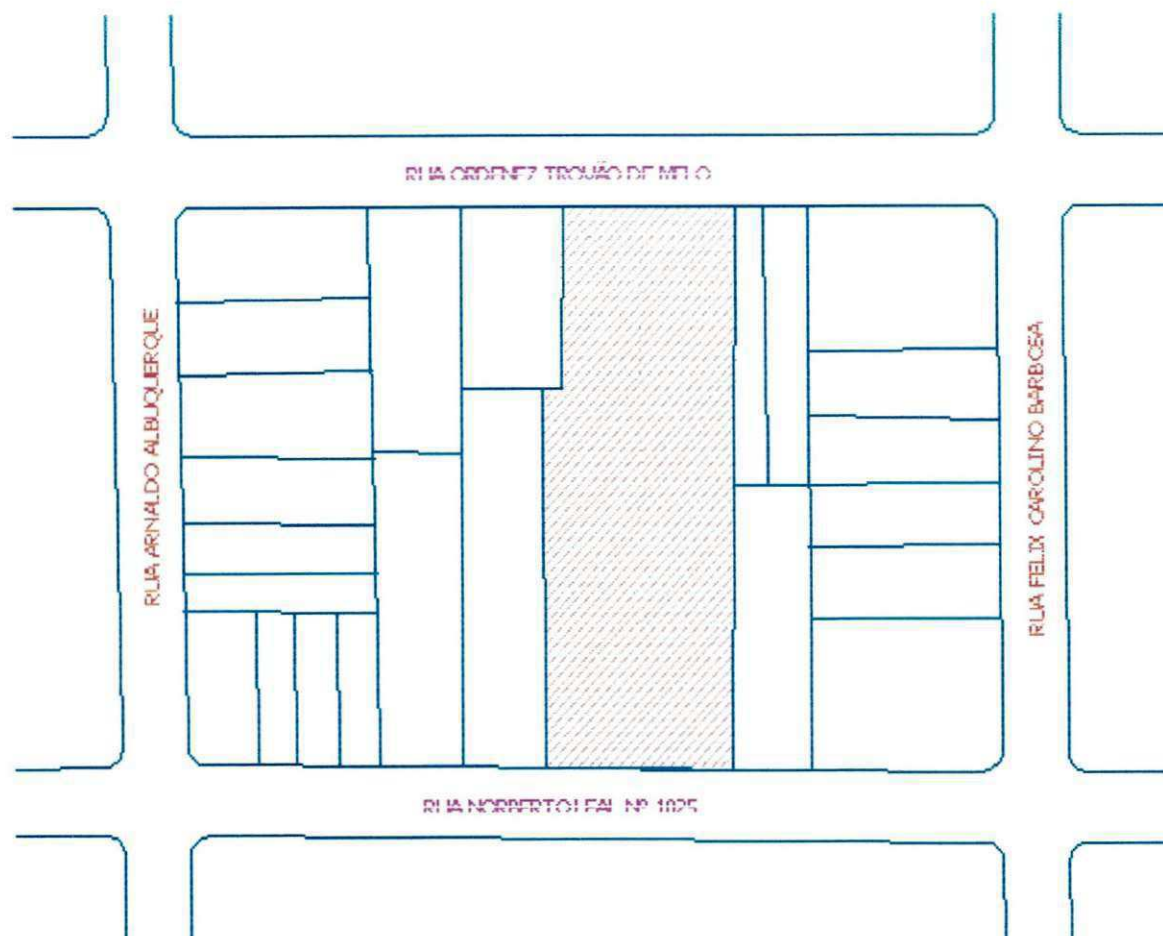 RUA ORDENEZ TROVÃO DE MELO
RUA ARNALDO ALBUQUERQUE
RUA FELIX CAROLINO BARBOSA
RUA NORBERTO LEAL Nº 1025